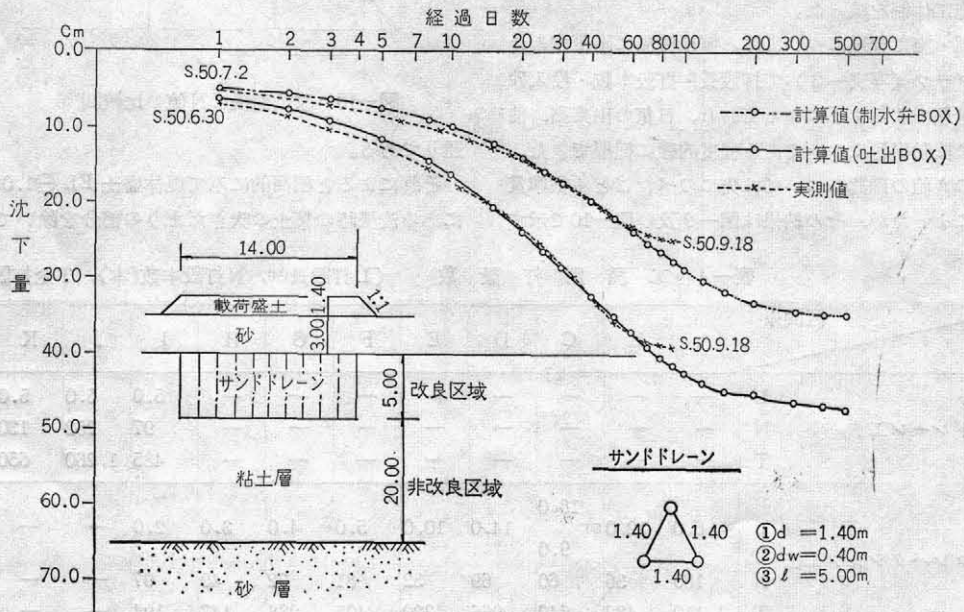 経過日数
Cm
1 2 3 4 5 7 10 20 30 40 60 80 100 200 300 500 700
0.0
10.0
20.0
30.0
40.0
50.0
60.0
70.0
沈下量
S.50.7.2
S.50.6.30
計算値(制水弁BOX)
計算値(吐出BOX)
実測値
S.50.9.18
S.50.9.18
14.00
載荷盛土
1.40
1:1
砂
3.00
サンドドレーン
5.00
改良区域
粘土層
20.00
非改良区域
砂層
サンドドレーン
1.40 1.40
1.40
①d =1.40m
②dw=0.40m
③ℓ =5.00m